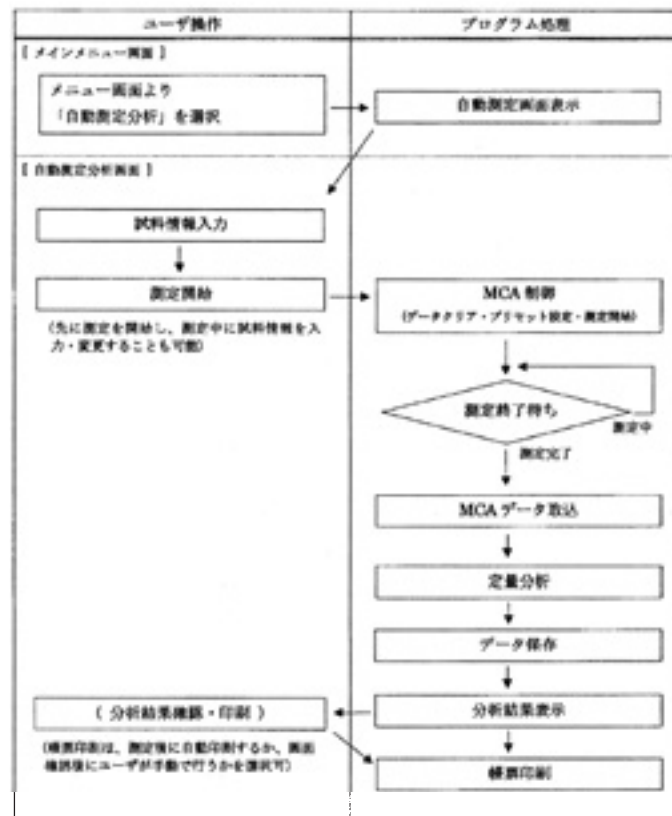 ユーザ操作
プログラム処理
[ メインメニュー画面 ]
メニュー画面より
「自動測定分析」を選択
自動測定画面表示
[ 自動測定分析画面 ]
試料情報入力
測定開始
(先に測定を開始し、測定中に試料情報を入
力・変更することも可能)
MCA 制御
(データクリア・プリセット設定・測定開始)
測定終了待ち
測定中
測定完了
MCA データ取込
定量分析
データ保存
分析結果表示
( 分析結果確認・印刷 )
(帳票印刷は、測定後に自動印刷するか、画面
確認後にユーザが手動で行うかを選択可)
帳票印刷